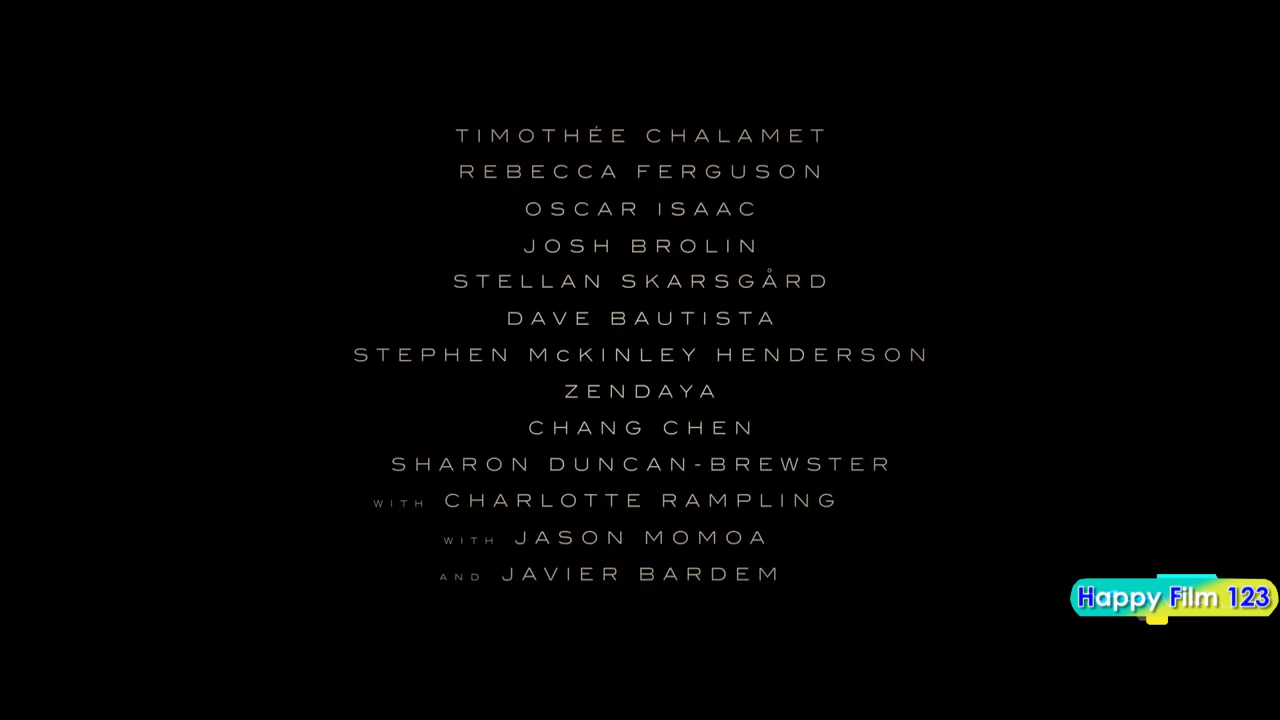 TIMOTHÉE CHALAMET
REBECCA FERGUSON
OSCAR ISAAC
JOSH BROLIN
STELLAN SKARSGÅRD
DAVE BAUTISTA
STEPHEN McKINLEY HENDERSON
ZENDAYA
CHANG CHEN
SHARON DUNCAN-BREWSTER
WITH CHARLOTTE RAMPLING
WITH JASON MOMOA
AND JAVIER BARDEM
Happy Film 123